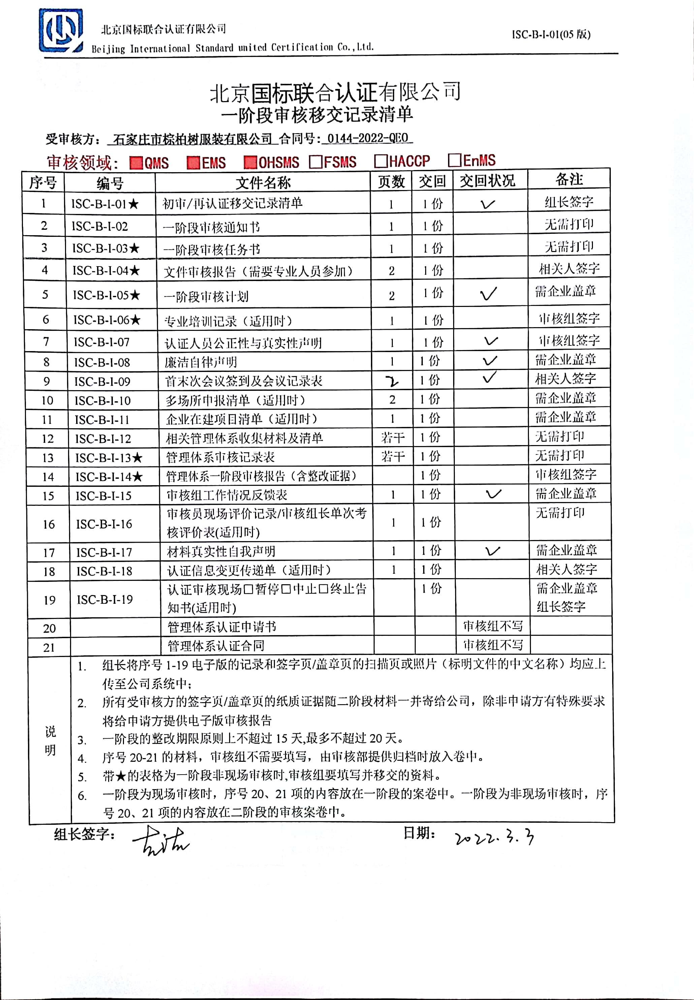 北京国标联合认证有限公司
ISC-B-I-01(05 版)
Beijing International Standard united Certification Co.,Ltd.
北京国标联合认证有限公司
一阶段审核移交记录清单
受审核方: 石家庄市棕柏树服装有限公司 合同号: 0144-2022-QEO
审核领域: ■QMS ■EMS ■OHSMS □FSMS □HACCP □EnMS
序号 编号 文件名称 页数 交回 交回状况 备注
1 ISC-B-I-01★ 初审/再认证移交记录清单 1 1 份 ✓ 组长签字
2 ISC-B-I-02 一阶段审核通知书 1 1 份 无需打印
3 ISC-B-I-03★ 一阶段审核任务书 1 1 份 无需打印
4 ISC-B-I-04★ 文件审核报告（需要专业人员参加） 2 1 份 相关人签字
5 ISC-B-I-05★ 一阶段审核计划 2 1 份 ✓ 需企业盖章
6 ISC-B-I-06★ 专业培训记录（适用时） 1 1 份 审核组签字
7 ISC-B-I-07 认证人员公正性与真实性声明 1 1 份 ✓ 审核组签字
8 ISC-B-I-08 廉洁自律声明 1 1 份 ✓ 需企业盖章
9 ISC-B-I-09 首末次会议签到及会议记录表 2 1 份 ✓ 相关人签字
10 ISC-B-I-10 多场所申报清单（适用时） 2 1 份 需企业盖章
11 ISC-B-I-11 企业在建项目清单（适用时） 1 1 份 需企业盖章
12 ISC-B-I-12 相关管理体系收集材料及清单 若干 1 份 无需打印
13 ISC-B-I-13★ 管理体系审核记录表 若干 1 份 无需打印
14 ISC-B-I-14★ 管理体系一阶段审核报告（含整改证据） 1 份 审核组签字
15 ISC-B-I-15 审核组工作情况反馈表 1 1 份 ✓ 需企业盖章
16 ISC-B-I-16 审核员现场评价记录/审核组长单次考 1 1 份 无需打印
核评价表(适用时)
17 ISC-B-I-17 材料真实性自我声明 1 1 份 ✓ 需企业盖章
18 ISC-B-I-18 认证信息变更传递单（适用时） 1 1 份 相关人签字
19 ISC-B-I-19 认证审核现场□暂停□中止□终止告 1 份 需企业盖章
知书(适用时) 组长签字
20 管理体系认证申请书 审核组不写
21 管理体系认证合同 审核组不写
说
明
1. 组长将序号 1-19 电子版的记录和签字页/盖章页的扫描页或照片（标明文件的中文名称）均应上
传至公司系统中;
2. 所有受审核方的签字页/盖章页的纸质证据随二阶段材料一并寄给公司，除非申请方有特殊要求
将给申请方提供电子版审核报告
3. 一阶段的整改期限原则上不超过 15 天,最多不超过 20 天。
4. 序号 20-21 的材料，审核组不需要填写，由审核部提供归档时放入卷中。
5. 带★的表格为一阶段非现场审核时,审核组要填写并移交的资料。
6. 一阶段为现场审核时，序号 20、21 项的内容放在一阶段的案卷中。一阶段为非现场审核时，序
号 20、21 项的内容放在二阶段的审核案卷中。
组长签字: 日期: 2022.3.3